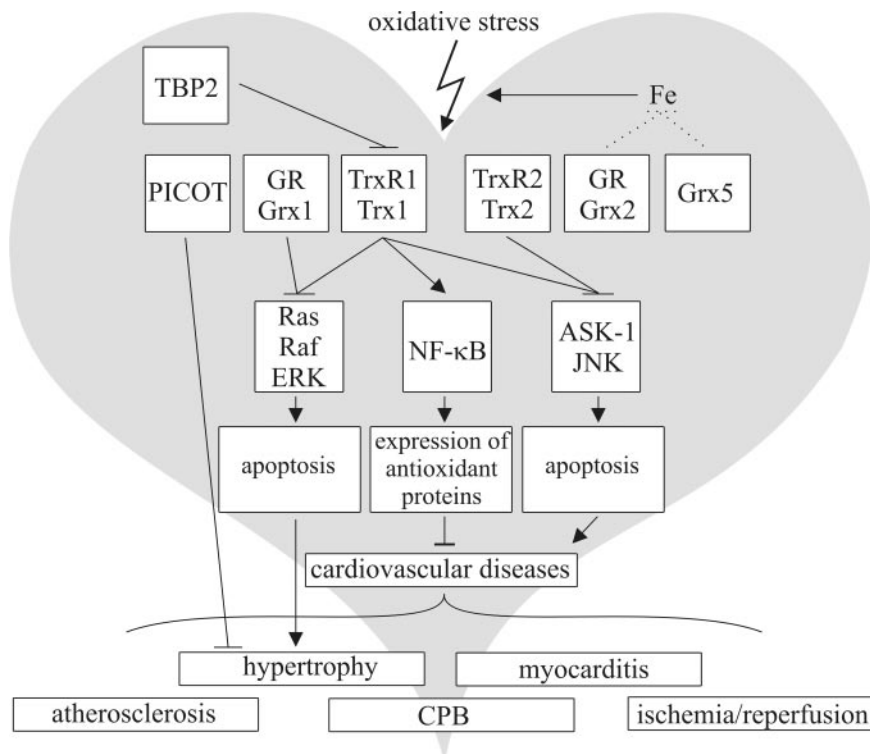 oxidative stress
TBP2
Fe
PICOT
GR
Grx1
TrxR1
Trx1
TrxR2
Trx2
GR
Grx2
Grx5
Ras
Raf
ERK
NF-κB
ASK-1
JNK
apoptosis
expression of
antioxidant
proteins
apoptosis
cardiovascular diseases
hypertrophy
myocarditis
atherosclerosis
CPB
ischemia/reperfusion